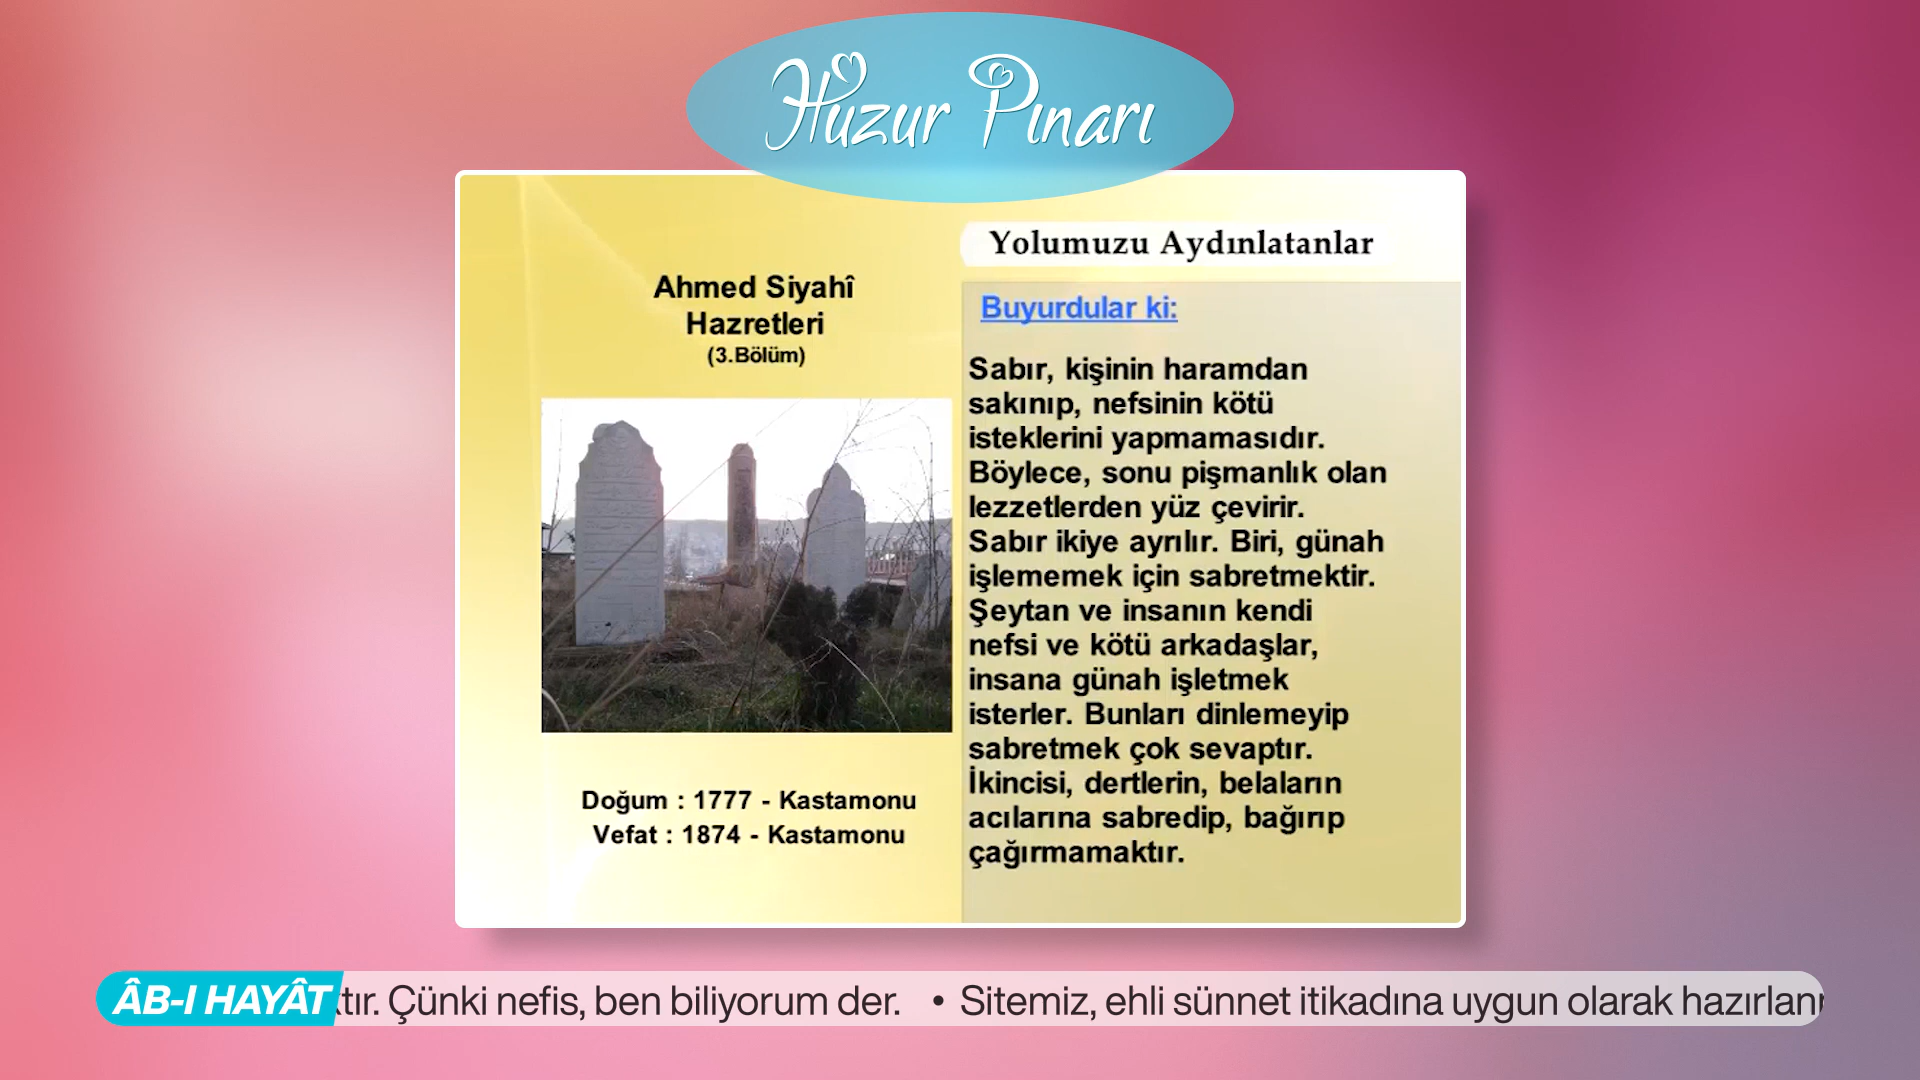 Huzur Pınarı
Yolumuzu Aydınlatanlar
Ahmed Siyahî
Hazretleri
(3.Bölüm)
Doğum : 1777 - Kastamonu
Vefat : 1874 - Kastamonu
Buyurdular ki:
Sabır, kişinin haramdan
sakınıp, nefsinin kötü
isteklerini yapmamasıdır.
Böylece, sonu pişmanlık olan
lezzetlerden yüz çevirir.
Sabır ikiye ayrılır. Biri, günah
işlememek için sabretmektir.
Şeytan ve insanın kendi
nefsi ve kötü arkadaşlar,
insana günah işletmek
isterler. Bunları dinlemeyip
sabretmek çok sevaptır.
İkincisi, dertlerin, belaların
acılarına sabredip, bağırıp
çağırmamaktır.
ÂB-I HAYÂT tır. Çünki nefis, ben biliyorum der. • Sitemiz, ehli sünnet itikadına uygun olarak hazırlan